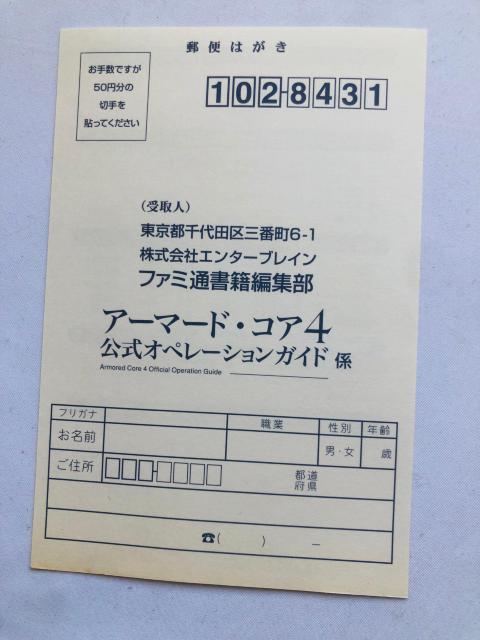 郵便はがき
お手数ですが
50円分の
切手を
貼ってください
102-8431
(受取人)
東京都千代田区三番町6-1
株式会社エンターブレイン
ファミ通書籍編集部
アーマード・コア4
公式オペレーションガイド 係
Armored Core 4 Official Operation Guide
フリガナ 職業 性別 年齢
お名前 男・女 歳
ご住所 都道
府県
☎( ) –